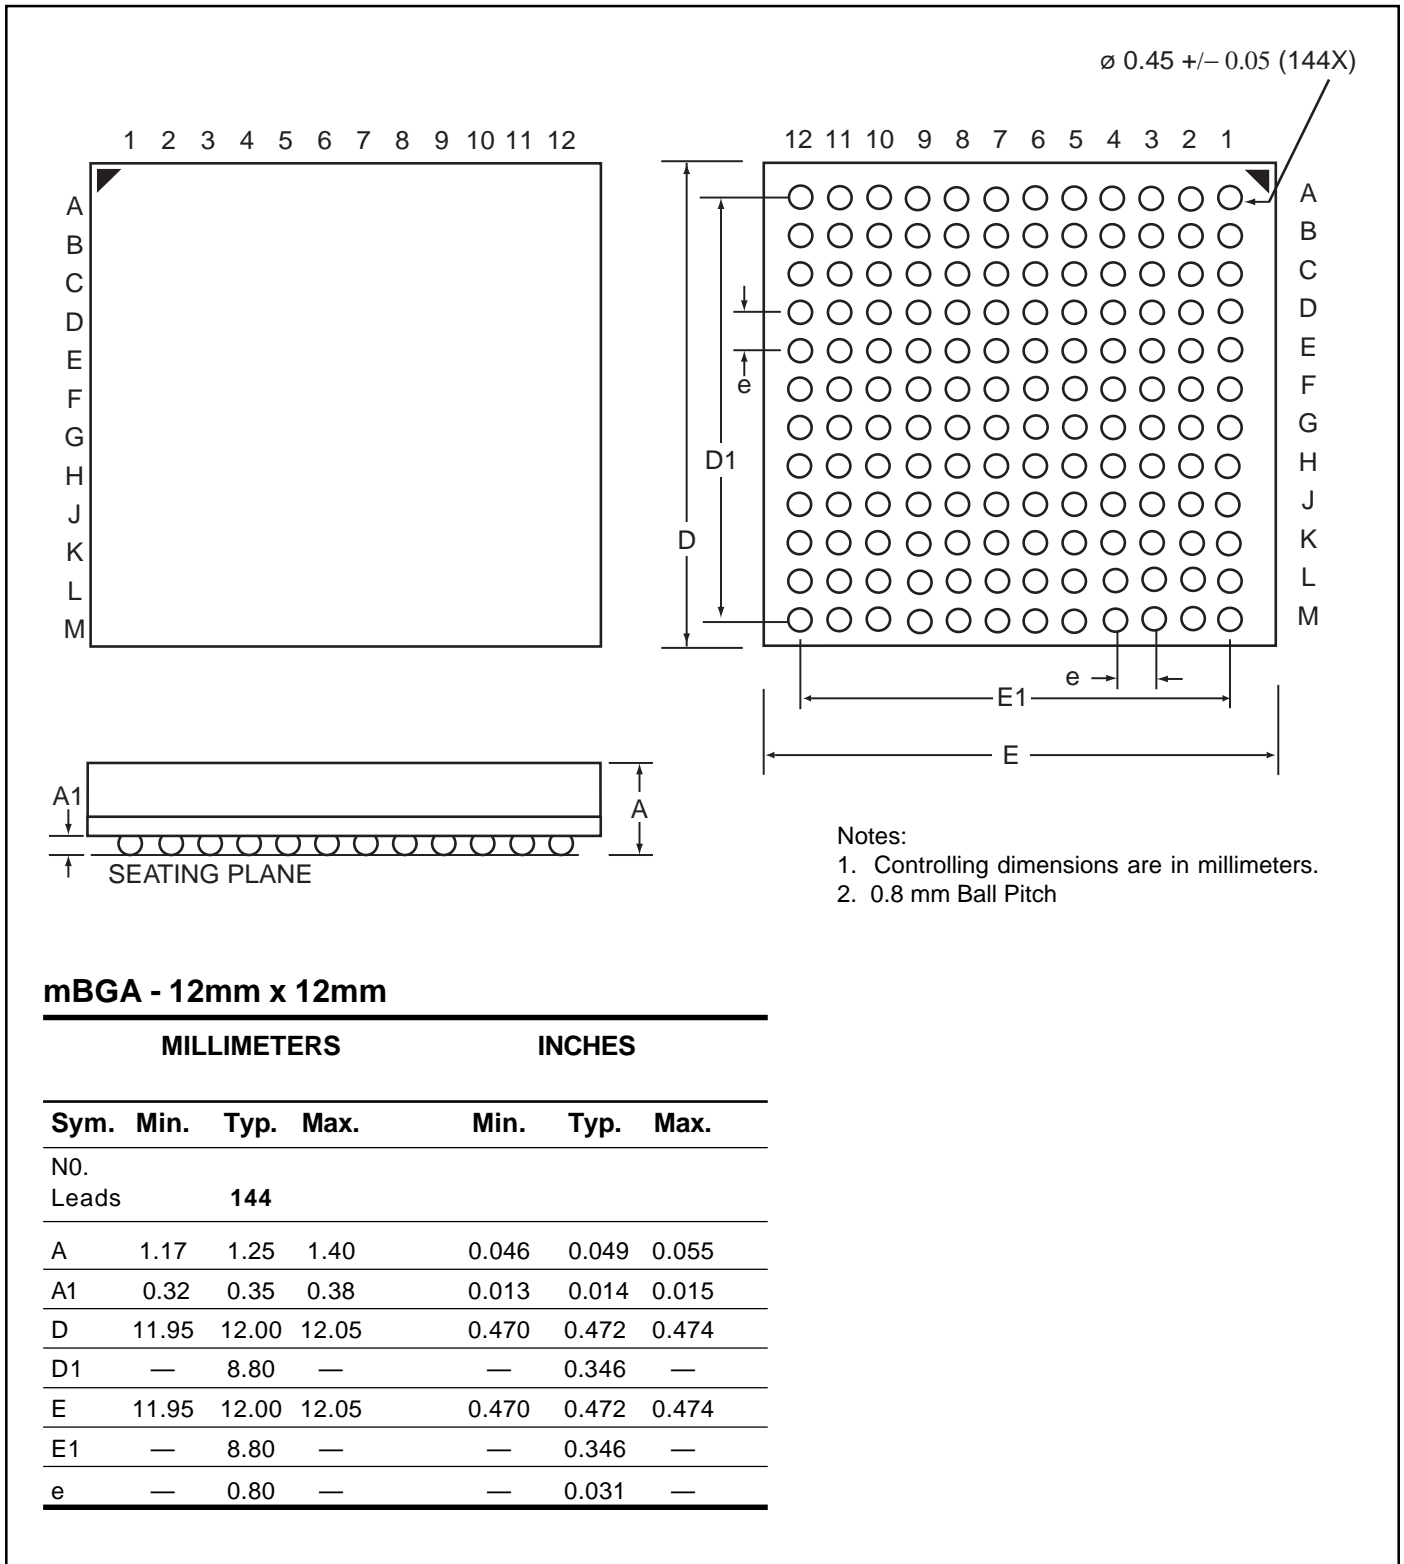 ø 0.45 +/– 0.05 (144X)
1 2 3 4 5 6 7 8 9 10 11 12
A
B
C
D
E
F
G
H
J
K
L
M
12 11 10 9 8 7 6 5 4 3 2 1
A
B
C
D
E
F
G
H
J
K
L
M
e
D1
D
e
E1
E
A1
A
SEATING PLANE
Notes:
1. Controlling dimensions are in millimeters.
2. 0.8 mm Ball Pitch
mBGA - 12mm x 12mm
MILLIMETERS INCHES
Sym. Min. Typ. Max. Min. Typ. Max.
N0.
Leads 144
A 1.17 1.25 1.40 0.046 0.049 0.055
A1 0.32 0.35 0.38 0.013 0.014 0.015
D 11.95 12.00 12.05 0.470 0.472 0.474
D1 — 8.80 — — 0.346 —
E 11.95 12.00 12.05 0.470 0.472 0.474
E1 — 8.80 — — 0.346 —
e — 0.80 — — 0.031 —